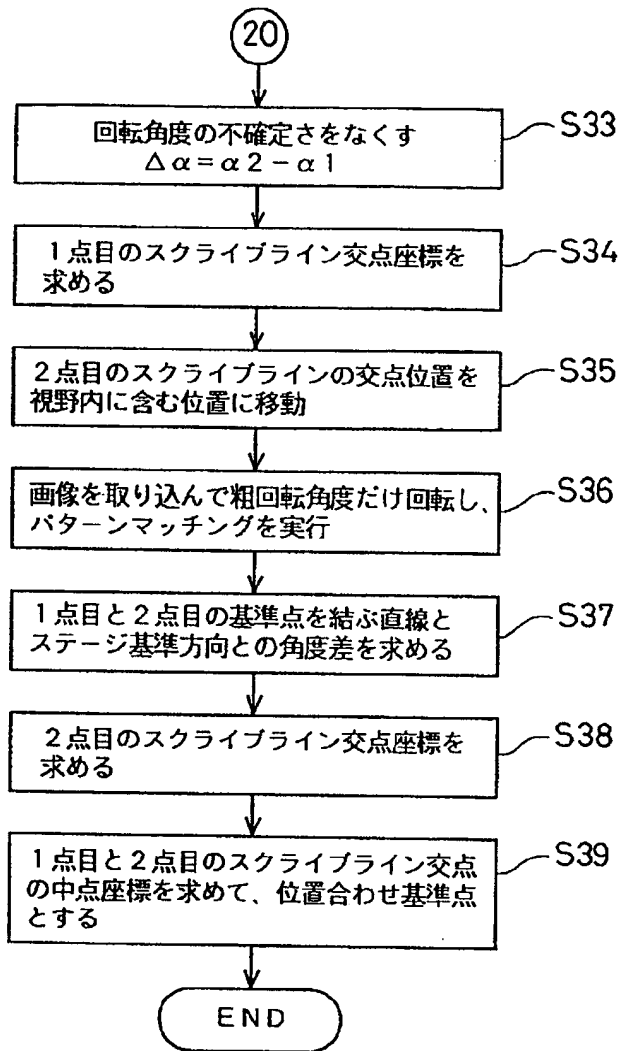 20
回転角度の不確定さをなくす
△α=α2-α1
S33
1点目のスクライブライン交点座標を
求める
S34
2点目のスクライブラインの交点位置を
視野内に含む位置に移動
S35
画像を取り込んで粗回転角度だけ回転し、
パターンマッチングを実行
S36
1点目と2点目の基準点を結ぶ直線と
ステージ基準方向との角度差を求める
S37
2点目のスクライブライン交点座標を
求める
S38
1点目と2点目のスクライブライン交点
の中点座標を求めて、位置合わせ基準点
とする
S39
END